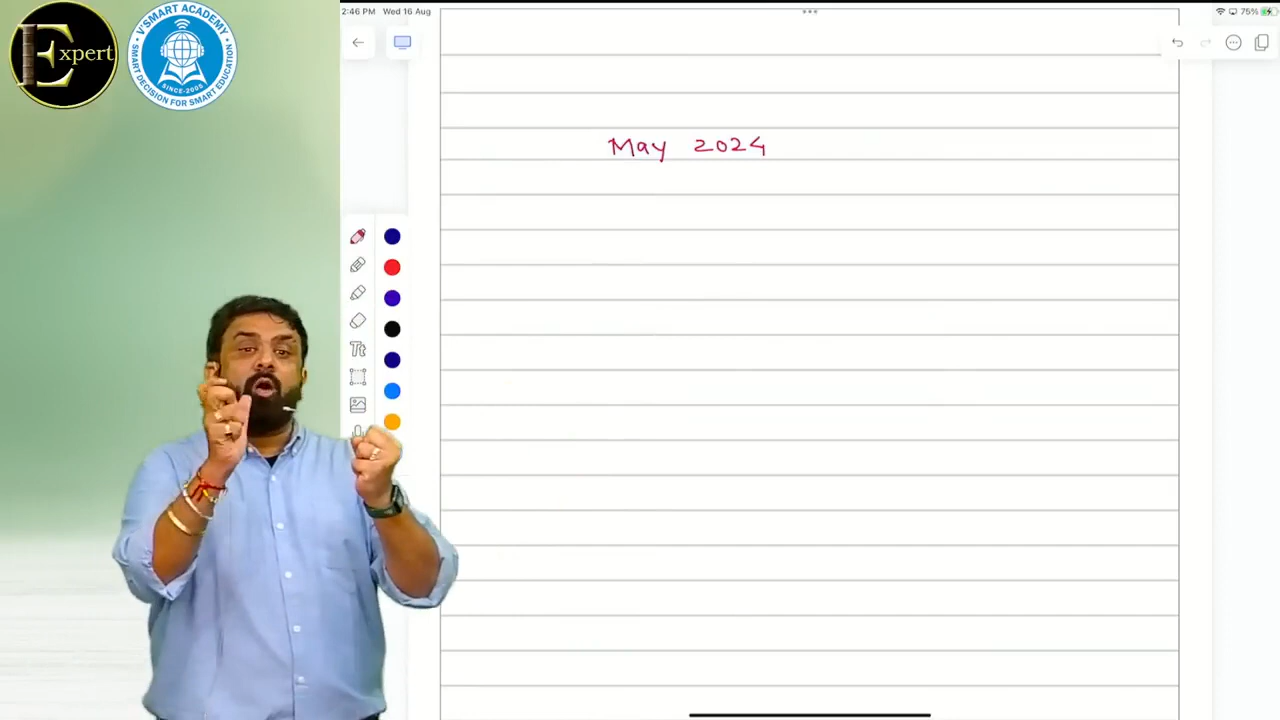 Expert
V'SMART ACADEMY
SINCE-2005
SMART DECISION FOR SMART EDUCATION
2:46 PM Wed 16 Aug
75%
May 2024
Tt